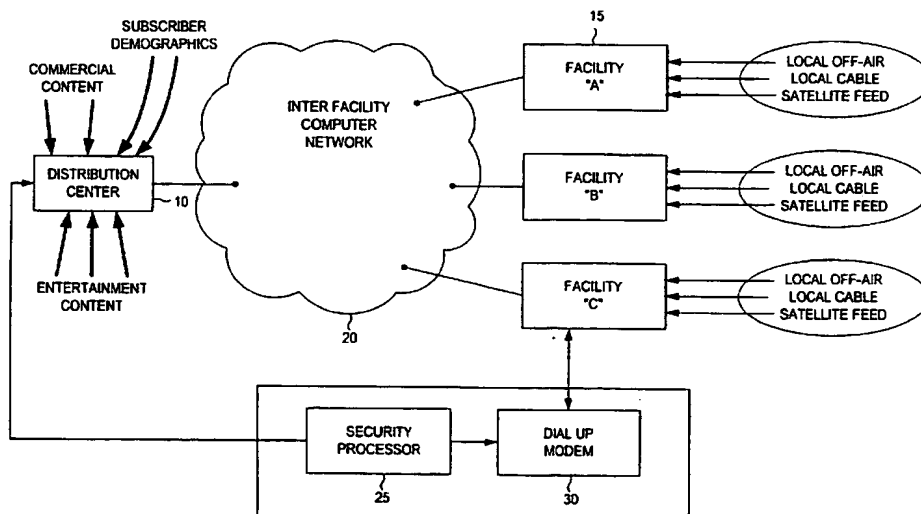 SUBSCRIBER
DEMOGRAPHICS
COMMERCIAL
CONTENT
DISTRIBUTION
CENTER
10
ENTERTAINMENT
CONTENT
INTER FACILITY
COMPUTER
NETWORK
20
15
FACILITY
"A"
LOCAL OFF-AIR
LOCAL CABLE
SATELLITE FEED
FACILITY
"B"
LOCAL OFF-AIR
LOCAL CABLE
SATELLITE FEED
FACILITY
"C"
LOCAL OFF-AIR
LOCAL CABLE
SATELLITE FEED
SECURITY
PROCESSOR
25
DIAL UP
MODEM
30